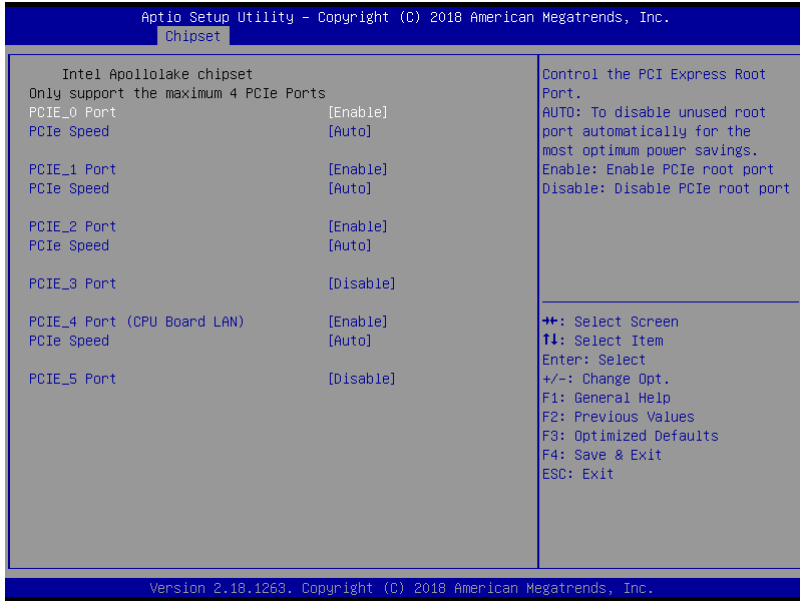 Aptio Setup Utility – Copyright (C) 2018 American Megatrends, Inc.
Chipset
Intel Apollolake chipset
Only support the maximum 4 PCIe Ports
PCIE_0 Port [Enable]
PCIe Speed [Auto]
PCIE_1 Port [Enable]
PCIe Speed [Auto]
PCIE_2 Port [Enable]
PCIe Speed [Auto]
PCIE_3 Port [Disable]
PCIE_4 Port (CPU Board LAN) [Enable]
PCIe Speed [Auto]
PCIE_5 Port [Disable]
Control the PCI Express Root
Port.
AUTO: To disable unused root
port automatically for the
most optimum power savings.
Enable: Enable PCIe root port
Disable: Disable PCIe root port
→←: Select Screen
↑↓: Select Item
Enter: Select
+/-: Change Opt.
F1: General Help
F2: Previous Values
F3: Optimized Defaults
F4: Save & Exit
ESC: Exit
Version 2.18.1263. Copyright (C) 2018 American Megatrends, Inc.